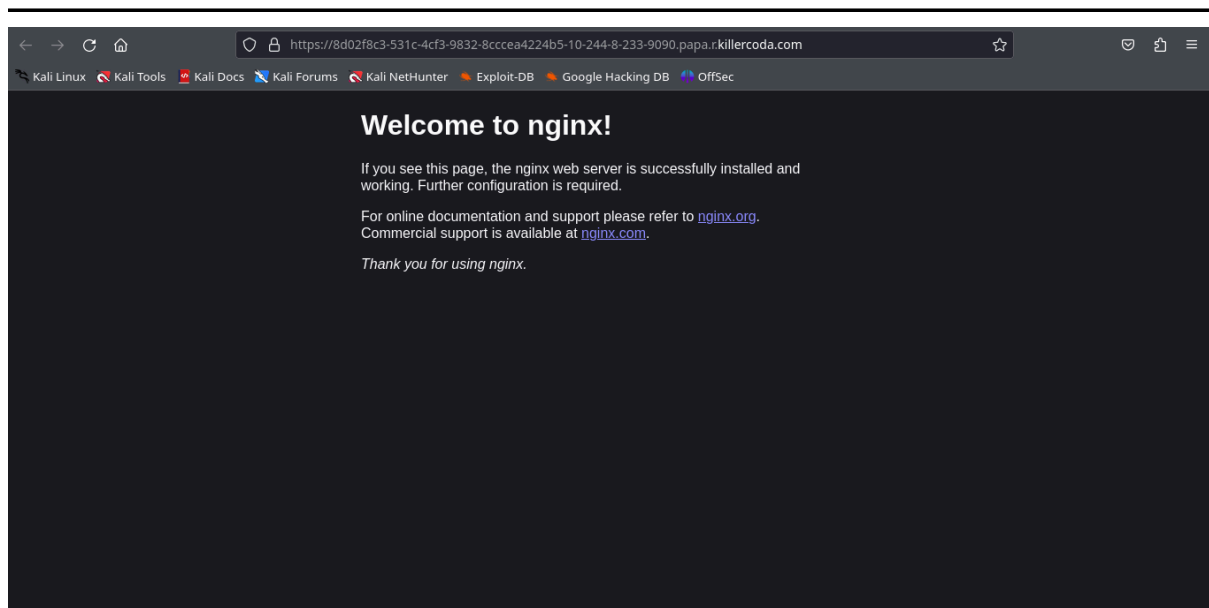 https://8d02f8c3-531c-4cf3-9832-8cccea4224b5-10-244-8-233-9090.papa.r.killercoda.com
Kali Linux Kali Tools Kali Docs Kali Forums Kali NetHunter Exploit-DB Google Hacking DB OffSec
Welcome to nginx!
If you see this page, the nginx web server is successfully installed and
working. Further configuration is required.
For online documentation and support please refer to nginx.org.
Commercial support is available at nginx.com.
Thank you for using nginx.